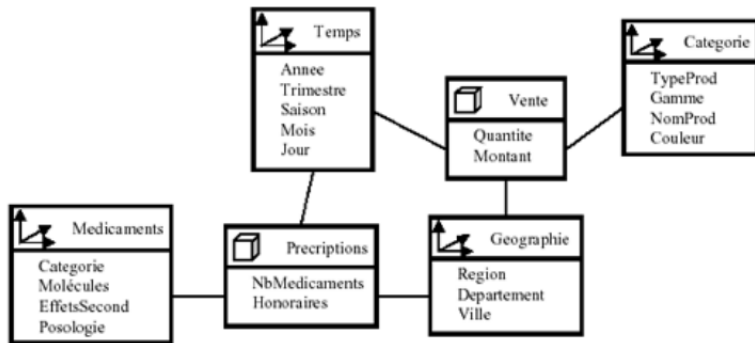 Temps
Annee
Trimestre
Saison
Mois
Jour
Vente
Quantite
Montant
Categorie
TypeProd
Gamme
NomProd
Couleur
Medicaments
Categorie
Molécules
EffetsSecond
Posologie
Precriptions
NbMedicaments
Honoraires
Geographie
Region
Departement
Ville